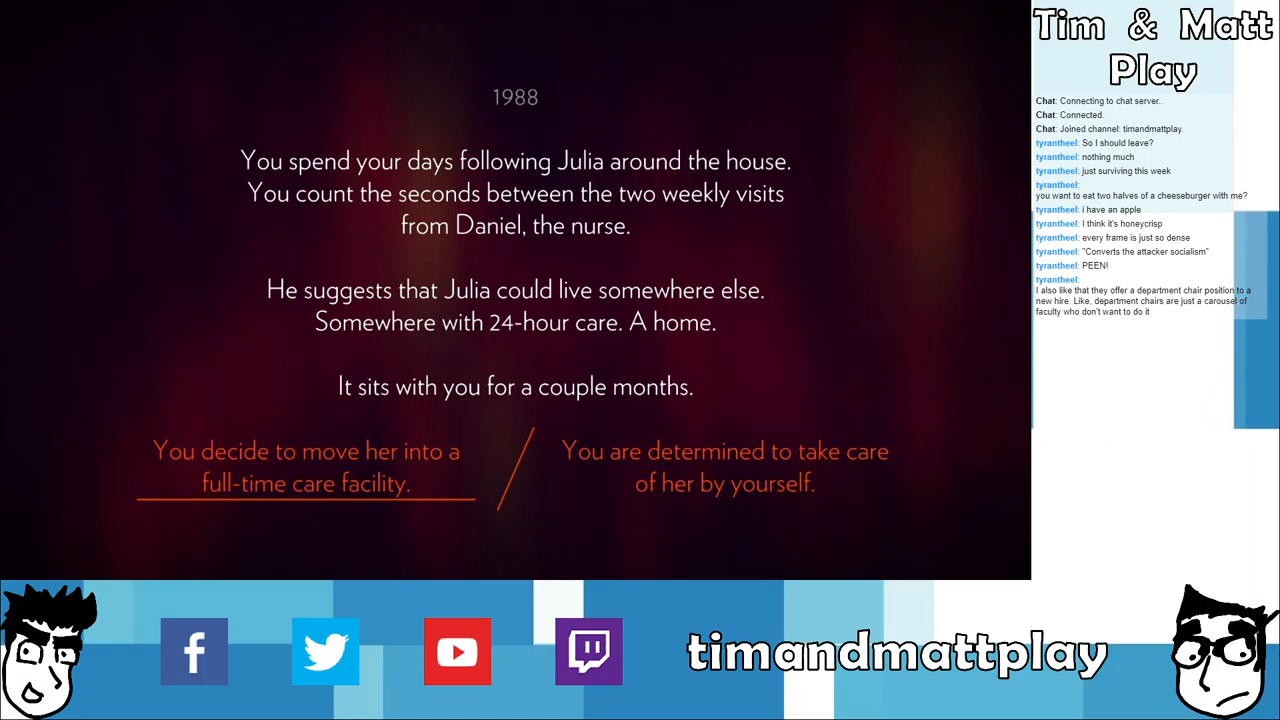 1988
You spend your days following Julia around the house.
You count the seconds between the two weekly visits
from Daniel, the nurse.
He suggests that Julia could live somewhere else.
Somewhere with 24-hour care. A home.
It sits with you for a couple months.
You decide to move her into a
full-time care facility.
You are determined to take care
of her by yourself.
Tim & Matt
Play
Chat: Connecting to chat server..
Chat: Connected.
Chat: Joined channel: timandmattplay.
tyrantheel: So I should leave?
tyrantheel: nothing much
tyrantheel: just surviving this week
tyrantheel:
you want to eat two halves of a cheeseburger with me?
tyrantheel: i have an apple
tyrantheel: I think it's honeycrisp
tyrantheel: every frame is just so dense
tyrantheel: "Converts the attacker socialism"
tyrantheel: PEEN!
tyrantheel:
I also like that they offer a department chair position to a
new hire. Like, department chairs are just a carousel of
faculty who don't want to do it
timandmattplay